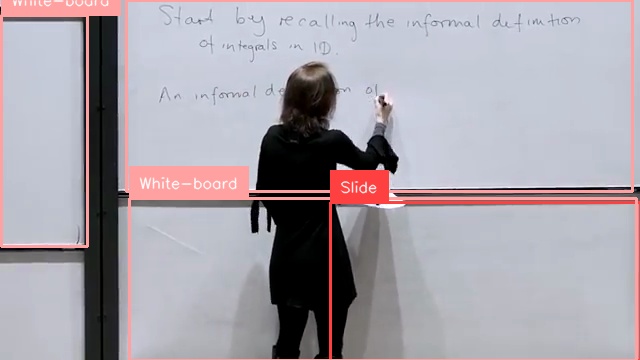 White-board
Start by recalling the informal definition
of integrals in 1D.
An informal de on of
White-board
Slide